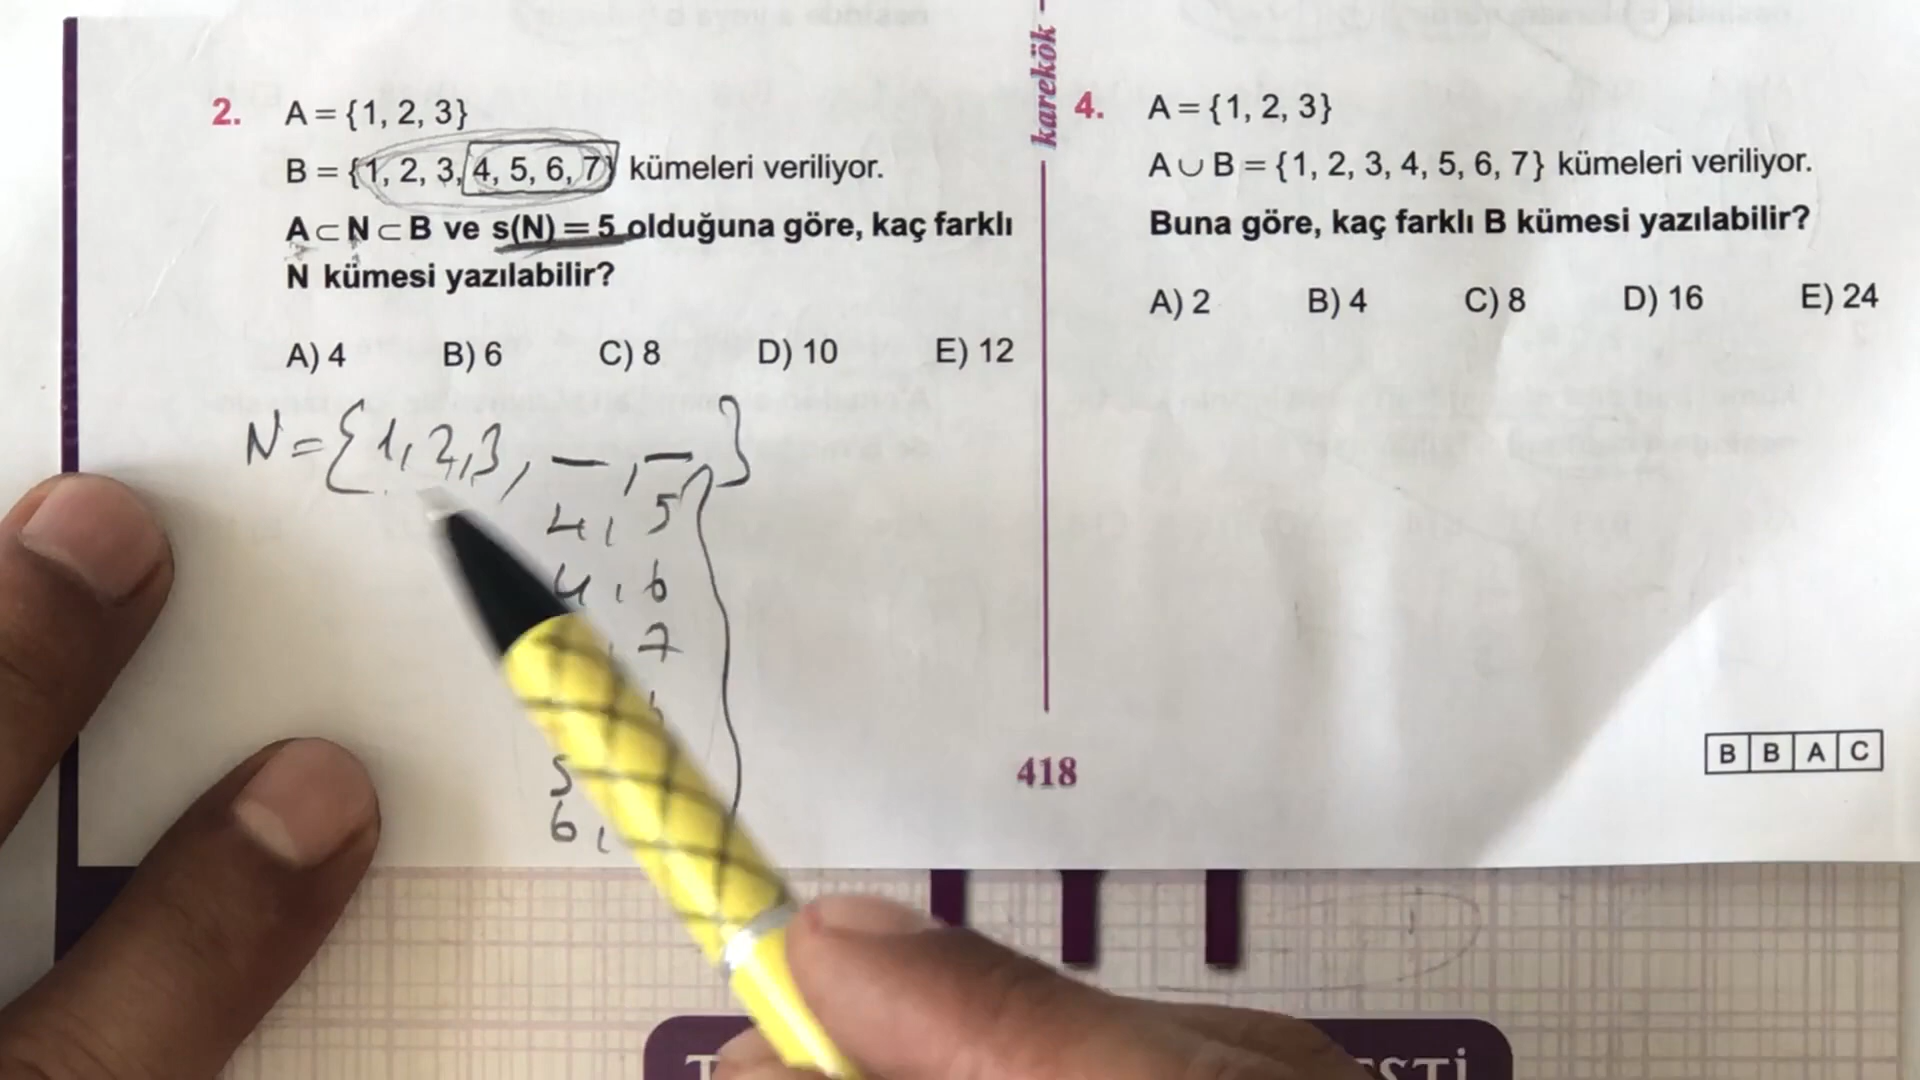 2. A = {1, 2, 3}
B = {1, 2, 3, 4, 5, 6, 7} kümeleri veriliyor.
A ⊂ N ⊂ B ve s(N) = 5 olduğuna göre, kaç farklı
N kümesi yazılabilir?
A) 4 B) 6 C) 8 D) 10 E) 12
N = {1, 2, 3, _, _}
4, 5
4, 6
, 7
5
6,
karekök
4. A = {1, 2, 3}
A ∪ B = {1, 2, 3, 4, 5, 6, 7} kümeleri veriliyor.
Buna göre, kaç farklı B kümesi yazılabilir?
A) 2 B) 4 C) 8 D) 16 E) 24
B B A C
418